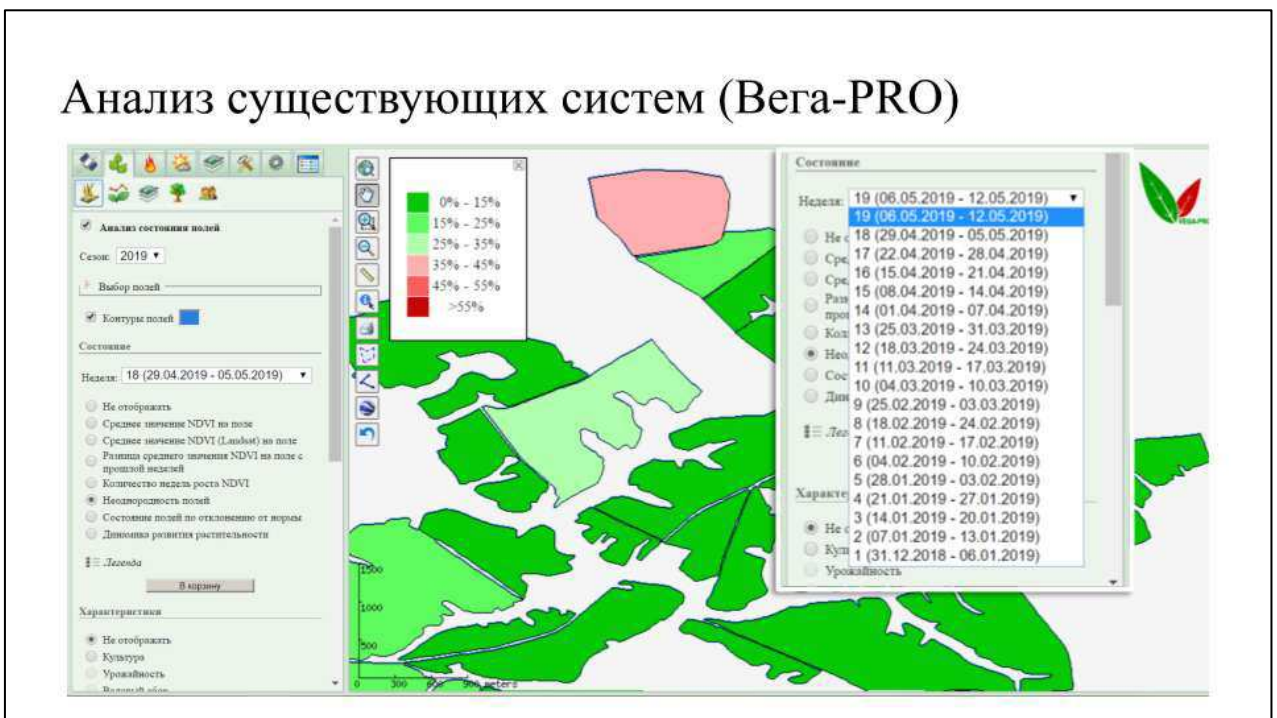 Анализ существующих систем (Вега-PRO)
Анализ состояния полей
Сезон: 2019
Выбор полей
Контуры полей
Состояние
Неделя: 18 (29.04.2019 - 05.05.2019)
Не отображать
Среднее значение NDVI на поле
Среднее значение NDVI (Landsat) на поле
Разница среднего значения NDVI на поле с
прошлой неделей
Количество недель роста NDVI
Неоднородность полей
Состояние полей по отклонению от нормы
Динамика развития растительности
Легенда
В корзину
Характеристики
Не отображать
Культура
Урожайность
Валовый сбор
0% - 15%
15% - 25%
25% - 35%
35% - 45%
45% - 55%
>55%
1500
1000
500
0 300 600 900 meters
Состояние
Неделя: 19 (06.05.2019 - 12.05.2019)
19 (06.05.2019 - 12.05.2019)
18 (29.04.2019 - 05.05.2019)
17 (22.04.2019 - 28.04.2019)
16 (15.04.2019 - 21.04.2019)
15 (08.04.2019 - 14.04.2019)
14 (01.04.2019 - 07.04.2019)
13 (25.03.2019 - 31.03.2019)
12 (18.03.2019 - 24.03.2019)
11 (11.03.2019 - 17.03.2019)
10 (04.03.2019 - 10.03.2019)
9 (25.02.2019 - 03.03.2019)
8 (18.02.2019 - 24.02.2019)
7 (11.02.2019 - 17.02.2019)
6 (04.02.2019 - 10.02.2019)
5 (28.01.2019 - 03.02.2019)
4 (21.01.2019 - 27.01.2019)
3 (14.01.2019 - 20.01.2019)
2 (07.01.2019 - 13.01.2019)
1 (31.12.2018 - 06.01.2019)
Урожайность
VEGA-PRO